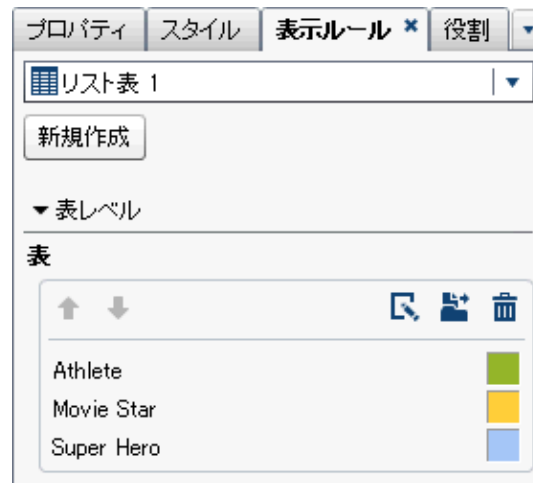 プロパティ スタイル 表示ルール 役割
リスト表 1
新規作成
表レベル
表
Athlete
Movie Star
Super Hero